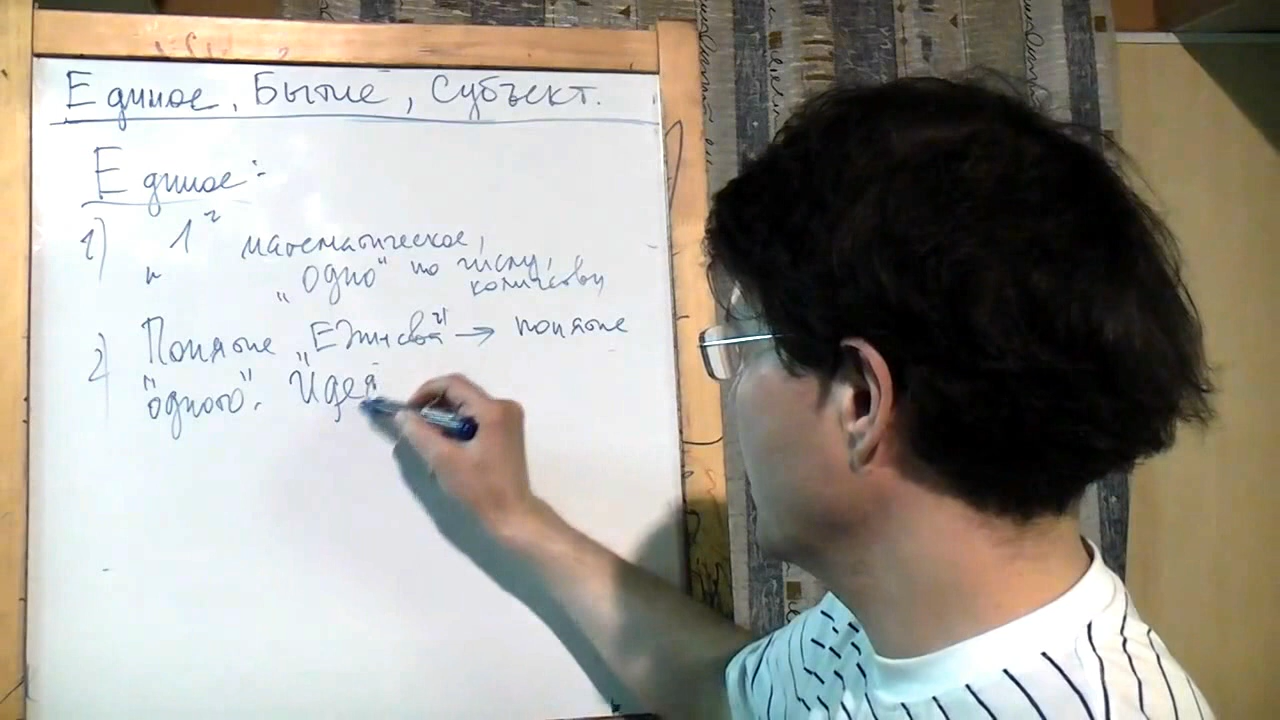 Единое, Бытие, Субъект.
Единое:
1) "1" математическое,
"одно" по числу,
количеству
2) Понятие "Единство" → понятие
"одного". Идея